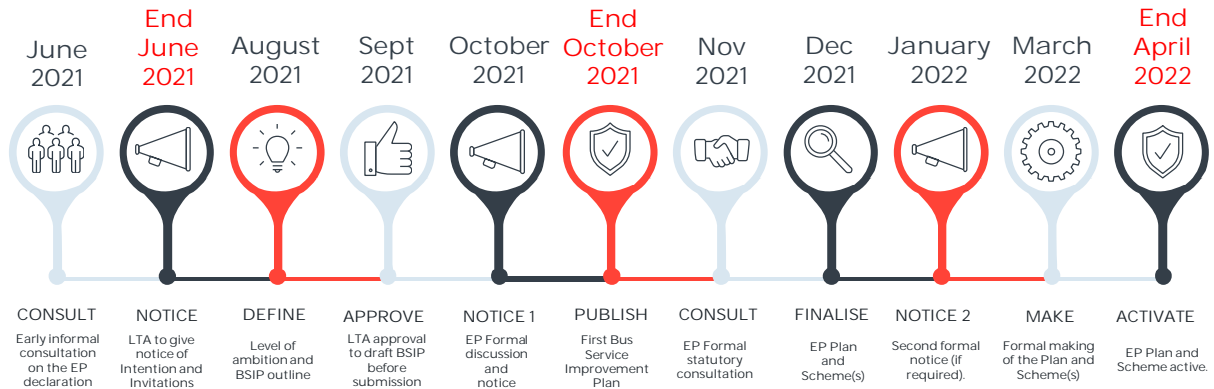 June
2021
End
June
2021
August
2021
Sept
2021
October
2021
End
October
2021
Nov
2021
Dec
2021
January
2022
March
2022
End
April
2022
CONSULT
Early informal
consultation
on the EP
declaration
NOTICE
LTA to give
notice of
Intention and
Invitations
DEFINE
Level of
ambition and
BSIP outline
APPROVE
LTA approval
to draft BSIP
before
submission
NOTICE 1
EP Formal
discussion
and
notice
PUBLISH
First Bus
Service
Improvement
Plan
CONSULT
EP Formal
statutory
consultation
FINALISE
EP Plan
and
Scheme(s)
NOTICE 2
Second formal
notice (if
required).
MAKE
Formal making
of the Plan and
Scheme(s)
ACTIVATE
EP Plan and
Scheme active.